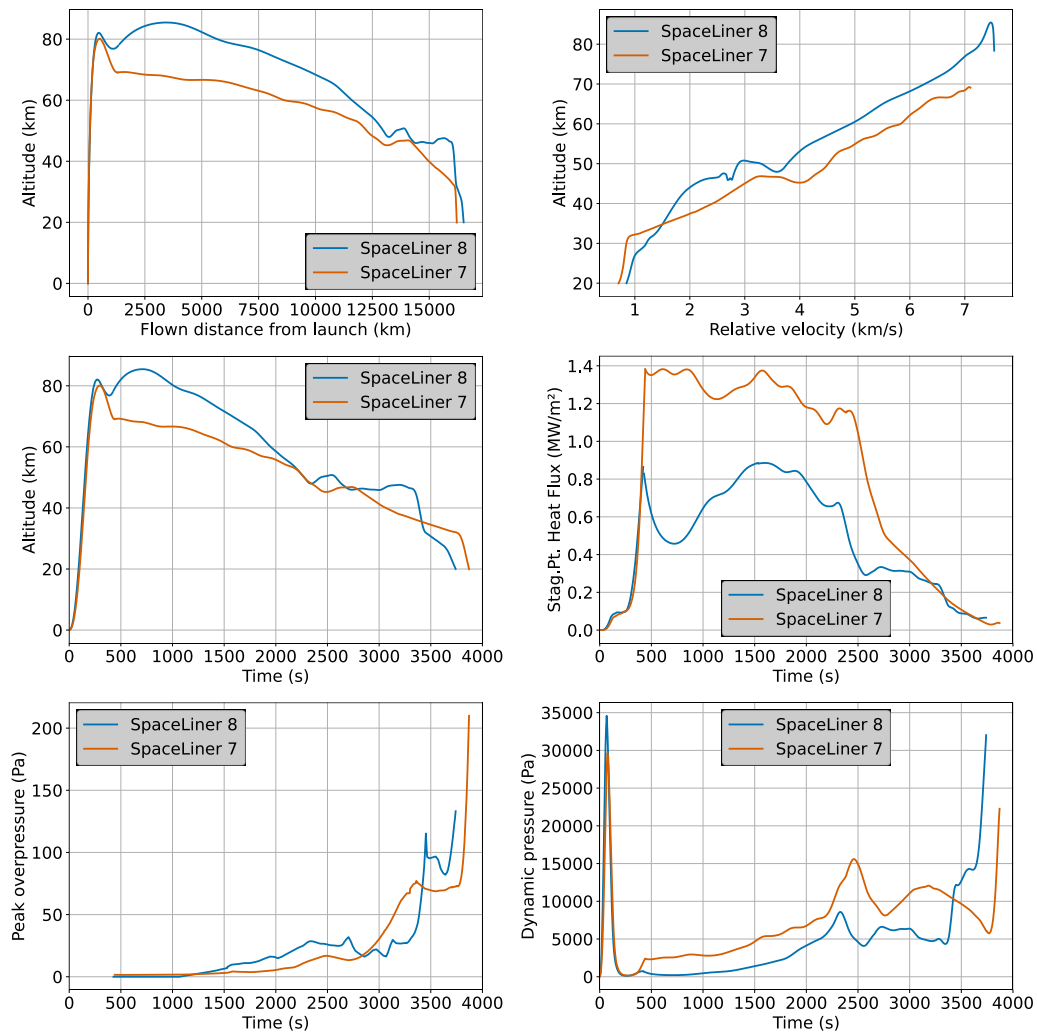 80
60
40
20
0
Altitude (km)
SpaceLiner 8
SpaceLiner 7
0 2500 5000 7500 10000 12500 15000
Flown distance from launch (km)
80
70
60
50
40
30
20
Altitude (km)
SpaceLiner 8
SpaceLiner 7
1 2 3 4 5 6 7
Relative velocity (km/s)
80
60
40
20
0
Altitude (km)
SpaceLiner 8
SpaceLiner 7
0 500 1000 1500 2000 2500 3000 3500 4000
Time (s)
1.4
1.2
1.0
0.8
0.6
0.4
0.2
0.0
Stag.Pt. Heat Flux (MW/m²)
SpaceLiner 8
SpaceLiner 7
0 500 1000 1500 2000 2500 3000 3500 4000
Time (s)
200
150
100
50
0
Peak overpressure (Pa)
SpaceLiner 8
SpaceLiner 7
0 500 1000 1500 2000 2500 3000 3500 4000
Time (s)
35000
30000
25000
20000
15000
10000
5000
0
Dynamic pressure (Pa)
SpaceLiner 8
SpaceLiner 7
0 500 1000 1500 2000 2500 3000 3500 4000
Time (s)